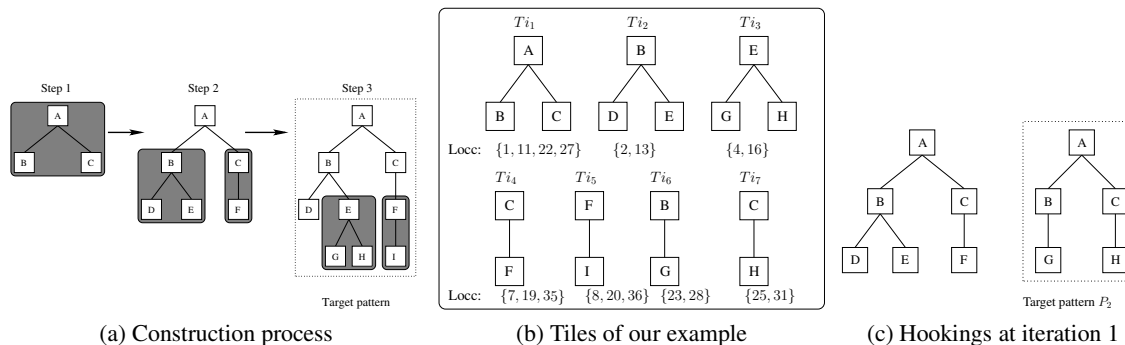 Step 1
A
B C
Step 2
A
B C
D E F
Step 3
A
B C
D E F
G H I
Target pattern
(a) Construction process
Ti₁ Ti₂ Ti₃
A B E
B C D E G H
Locc: {1, 11, 22, 27} {2, 13} {4, 16}
Ti₄ Ti₅ Ti₆ Ti₇
C F B C
F I G H
Locc: {7, 19, 35} {8, 20, 36} {23, 28} {25, 31}
(b) Tiles of our example
A
B C
D E F
A
B C
G H
Target pattern P₂
(c) Hookings at iteration 1